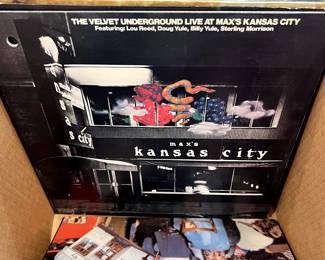 THE VELVET UNDERGROUND LIVE AT MAX'S KANSAS CITY
Featuring: Lou Reed, Doug Yule, Billy Yule, Sterling Morrison
city
max's
kansas city